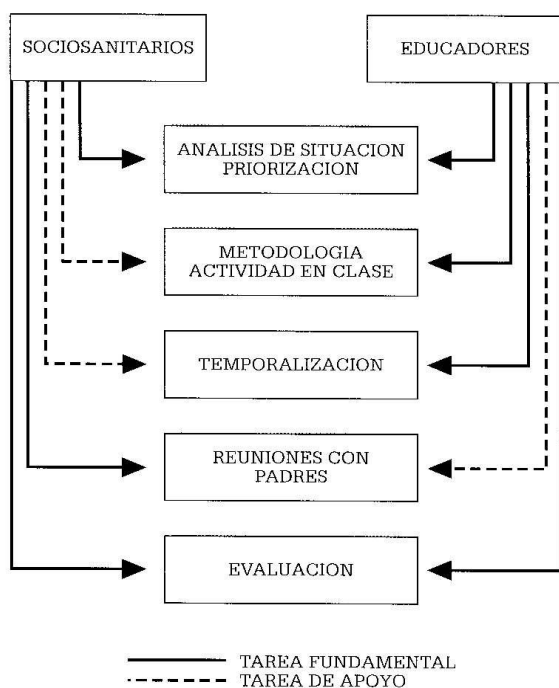 SOCIOSANITARIOS
EDUCADORES
ANALISIS DE SITUACION
PRIORIZACION
METODOLOGIA
ACTIVIDAD EN CLASE
TEMPORALIZACION
REUNIONES CON
PADRES
EVALUACION
TAREA FUNDAMENTAL
TAREA DE APOYO